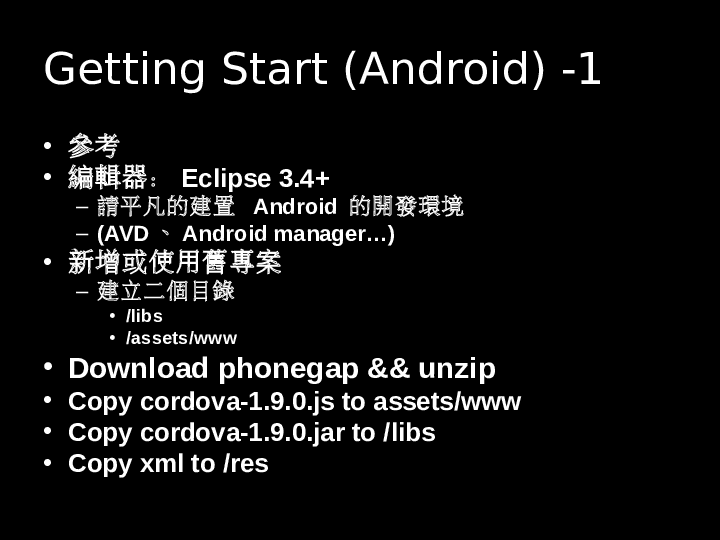 Getting Start (Android) -1
• 參考
• 編輯器： Eclipse 3.4+
– 請平凡的建置 Android 的開發環境
– (AVD 、 Android manager…)
• 新增或使用舊專案
– 建立二個目錄
• /libs
• /assets/www
• Download phonegap && unzip
• Copy cordova-1.9.0.js to assets/www
• Copy cordova-1.9.0.jar to /libs
• Copy xml to /res